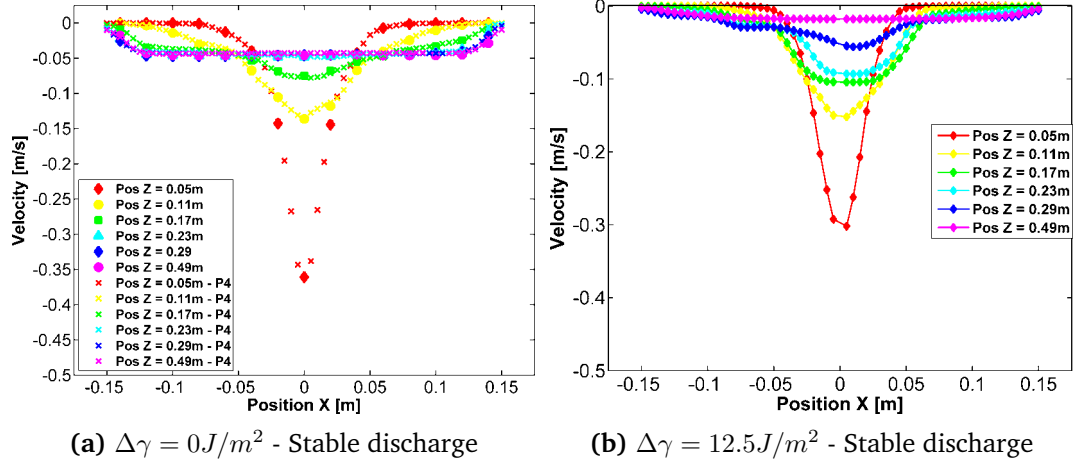 0
-0.05
-0.1
-0.15
-0.2
-0.25
-0.3
-0.35
-0.4
-0.45
-0.5
Velocity [m/s]
Pos Z = 0.05m
Pos Z = 0.11m
Pos Z = 0.17m
Pos Z = 0.23m
Pos Z = 0.29
Pos Z = 0.49m
Pos Z = 0.05m - P4
Pos Z = 0.11m - P4
Pos Z = 0.17m - P4
Pos Z = 0.23m - P4
Pos Z = 0.29m - P4
Pos Z = 0.49m - P4
-0.15 -0.1 -0.05 0 0.05 0.10 0.15
Position X [m]
(a) Δγ = 0J/m² - Stable discharge
0
-0.1
-0.2
-0.3
-0.4
-0.5
Velocity [m/s]
Pos Z = 0.05m
Pos Z = 0.11m
Pos Z = 0.17m
Pos Z = 0.23m
Pos Z = 0.29m
Pos Z = 0.49m
-0.15 -0.10 -0.05 0 0.05 0.10 0.15
Position X [m]
(b) Δγ = 12.5J/m² - Stable discharge